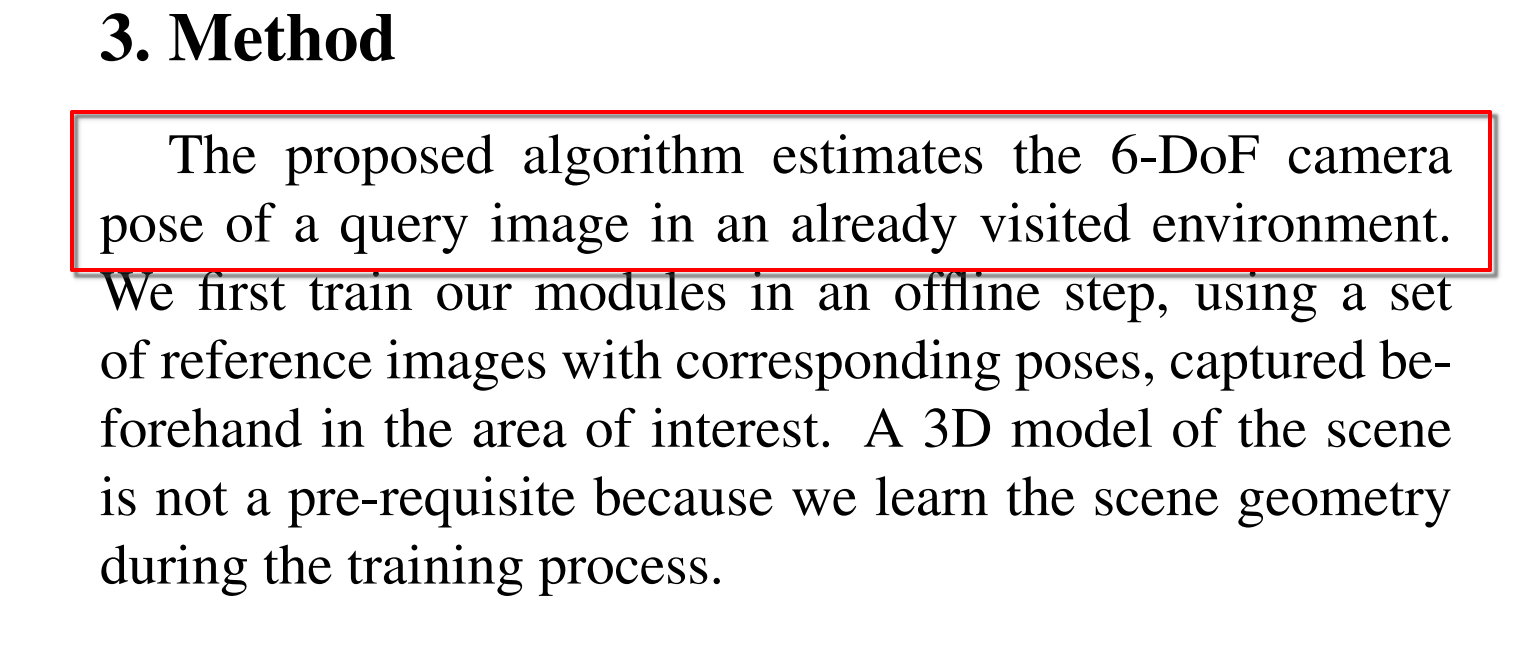 3. Method
The proposed algorithm estimates the 6-DoF camera
pose of a query image in an already visited environment.
We first train our modules in an offline step, using a set
of reference images with corresponding poses, captured be-
forehand in the area of interest. A 3D model of the scene
is not a pre-requisite because we learn the scene geometry
during the training process.